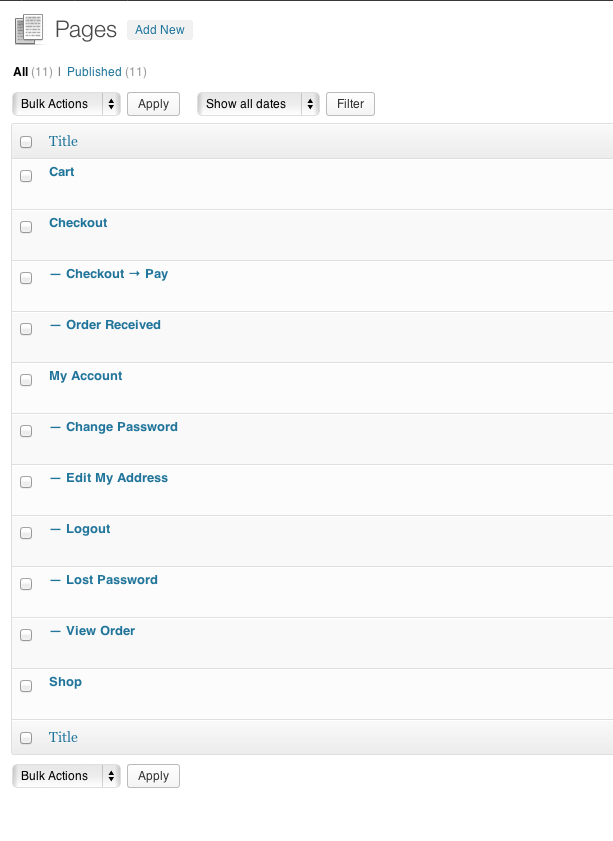 Pages Add New
All (11) | Published (11)
Bulk Actions Apply Show all dates Filter
Title
Cart
Checkout
— Checkout → Pay
— Order Received
My Account
— Change Password
— Edit My Address
— Logout
— Lost Password
— View Order
Shop
Title
Bulk Actions Apply